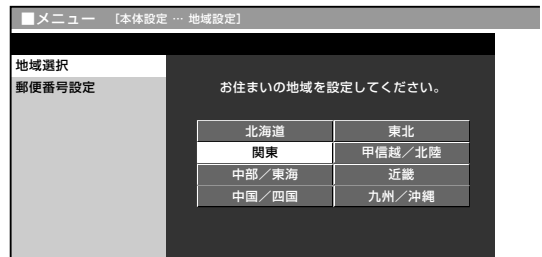 ■メニュー [本体設定 … 地域設定]
地域選択
郵便番号設定
お住まいの地域を設定してください。
北海道 東北
関東 甲信越／北陸
中部／東海 近畿
中国／四国 九州／沖縄